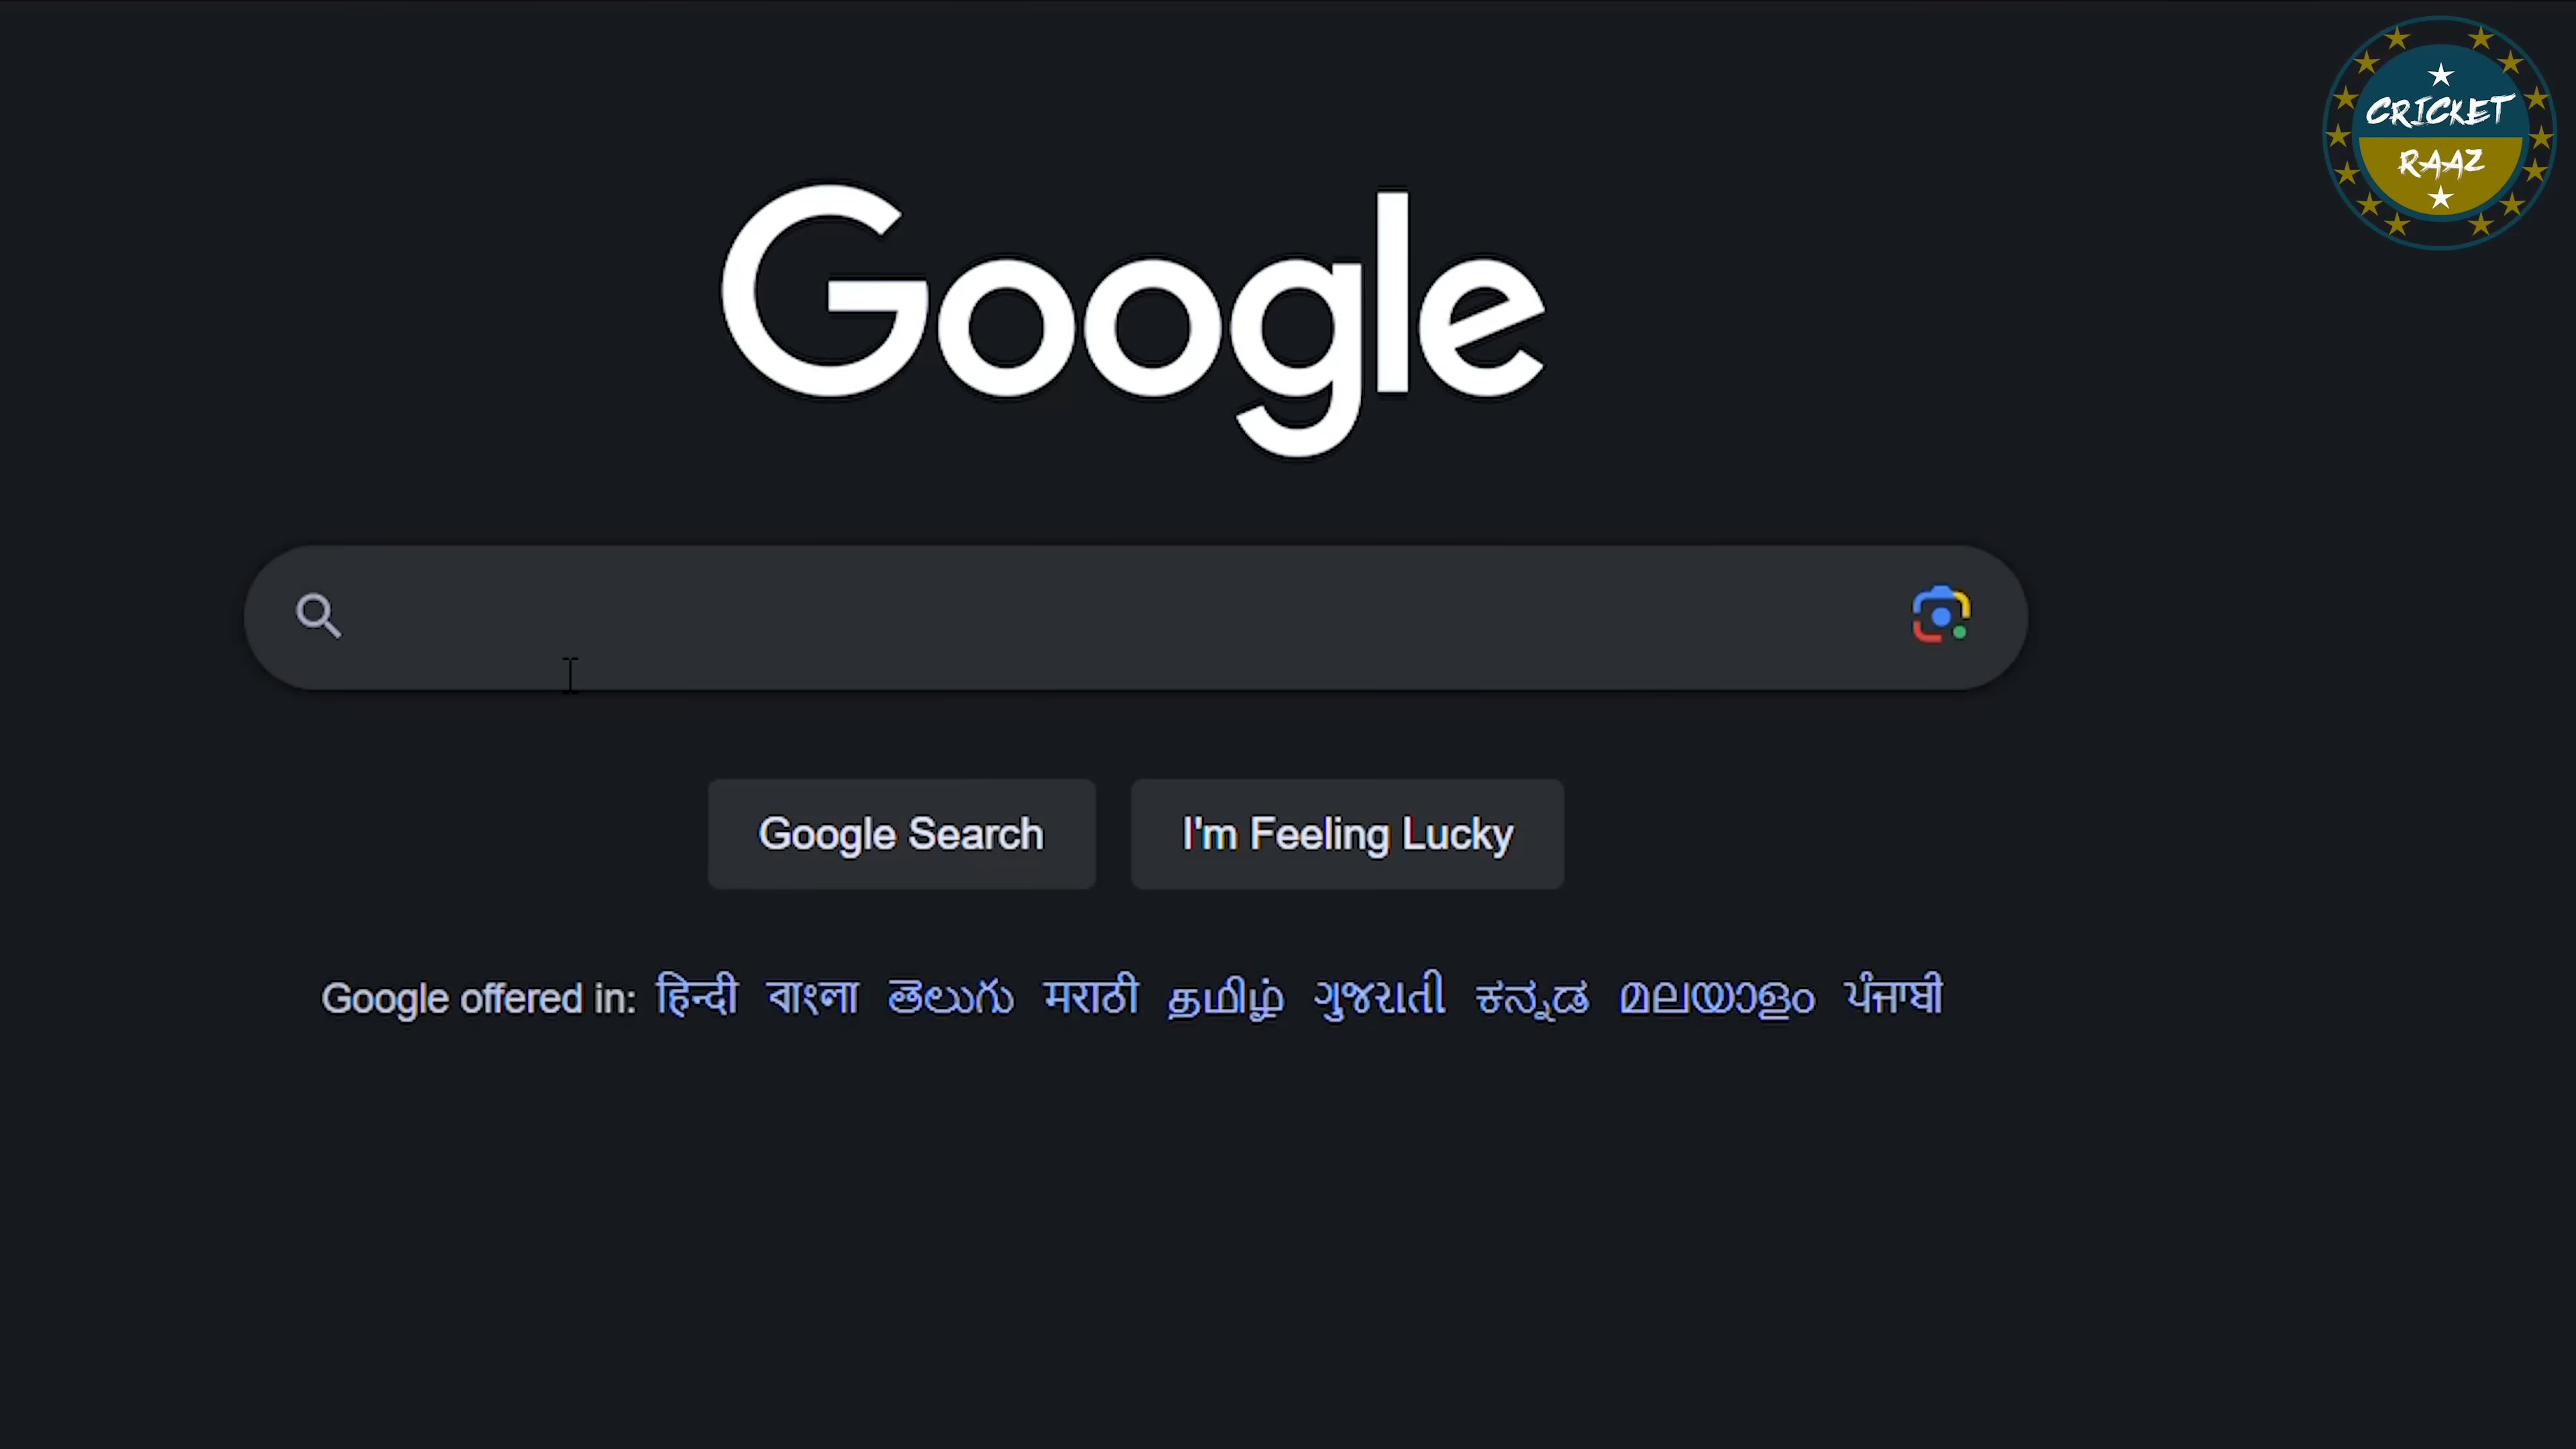 CRICKET
RAAZ
Google
Google Search
I'm Feeling Lucky
Google offered in: हिन्दी বাংলা తెలుగు मराठी தமிழ் ગુજરાતી ಕನ್ನಡ മലയാളം ਪੰਜਾਬੀ